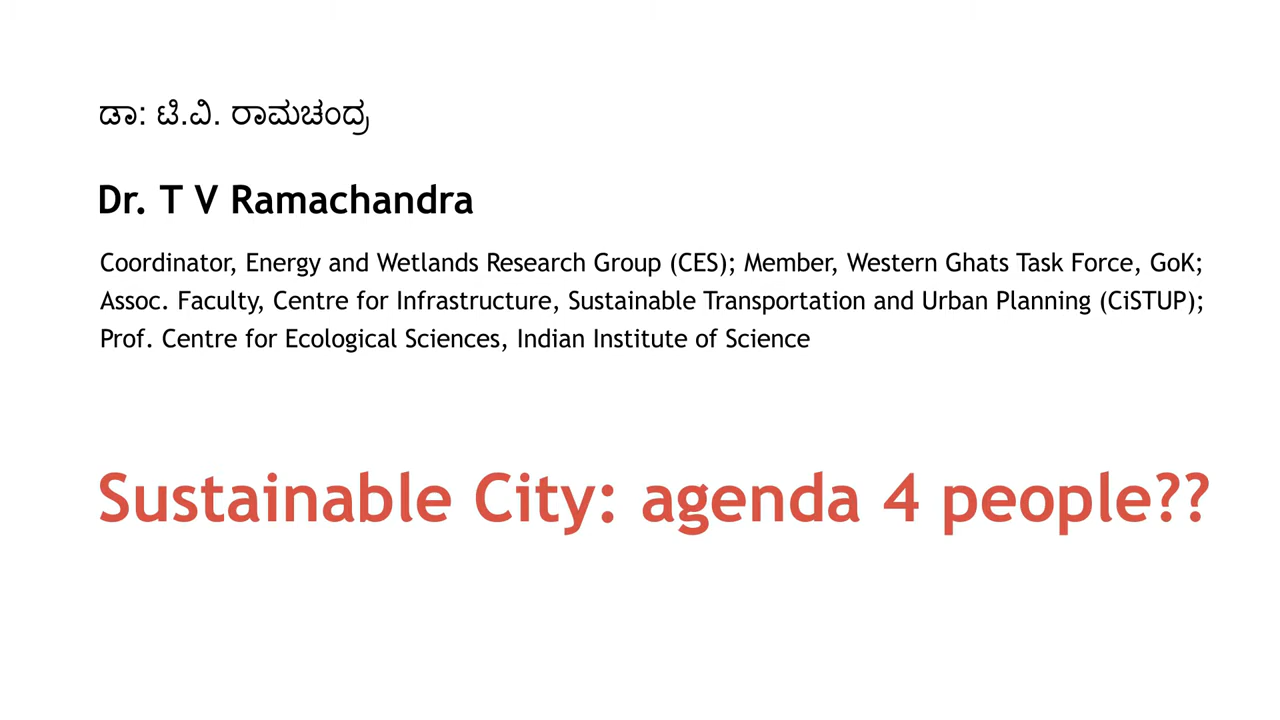 ಡಾ: ಟಿ.ವಿ. ರಾಮಚಂದ್ರ
Dr. T V Ramachandra
Coordinator, Energy and Wetlands Research Group (CES); Member, Western Ghats Task Force, GoK;
Assoc. Faculty, Centre for Infrastructure, Sustainable Transportation and Urban Planning (CiSTUP);
Prof. Centre for Ecological Sciences, Indian Institute of Science
Sustainable City: agenda 4 people??